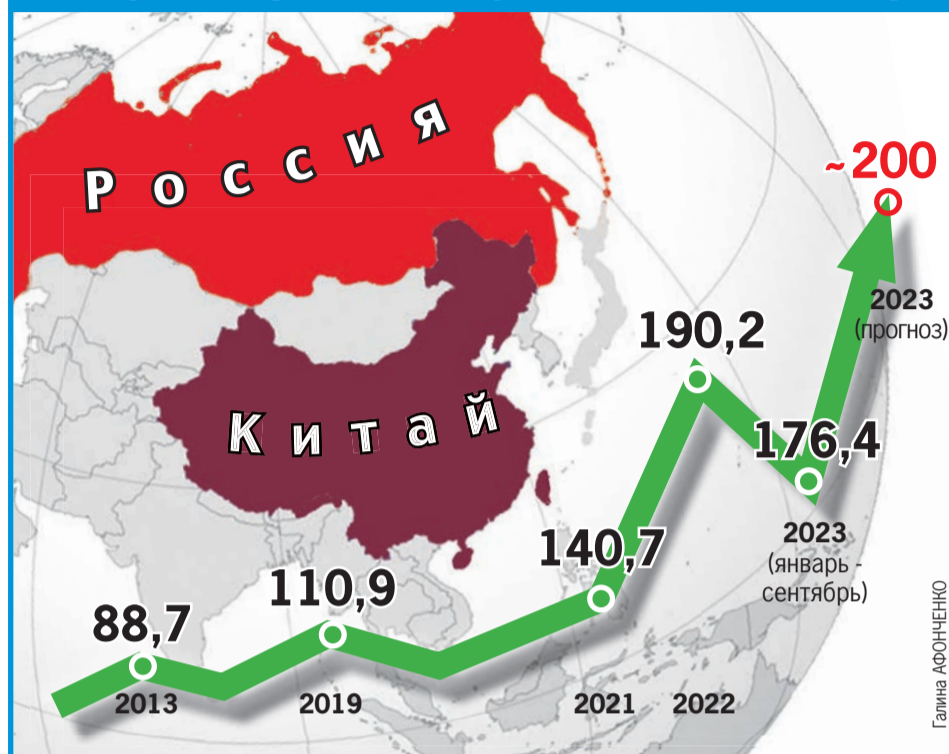 Россия
Китай
~200
2023
(прогноз)
190,2
176,4
2023
(январь -
сентябрь)
140,7
110,9
88,7
2013
2019
2021
2022
Галина АФОНЧЕНКО